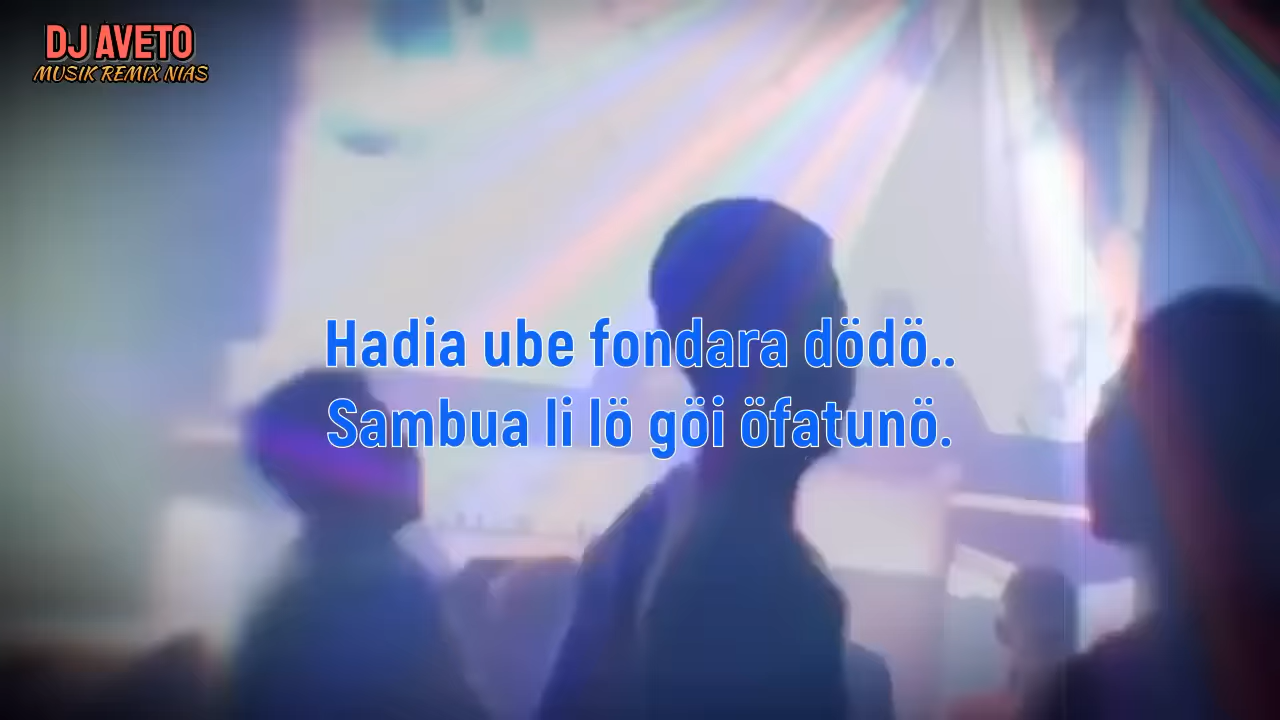 DJ AVETO
MUSIK REMIX NIAS
Hadia ube fondara dödö..
Sambua li lö göi öfatunö.